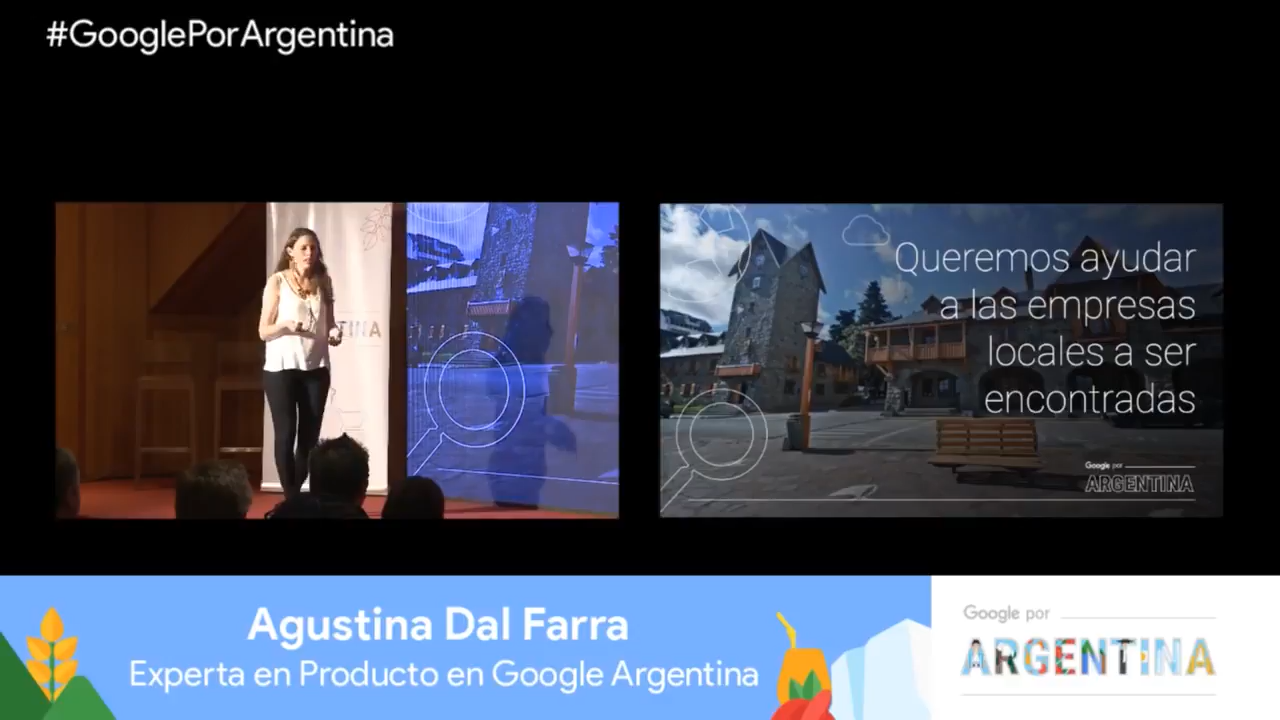 #GooglePorArgentina
TINA
Queremos ayudar
a las empresas
locales a ser
encontradas
Google por
ARGENTINA
Agustina Dal Farra
Experta en Producto en Google Argentina
Google por
ARGENTINA